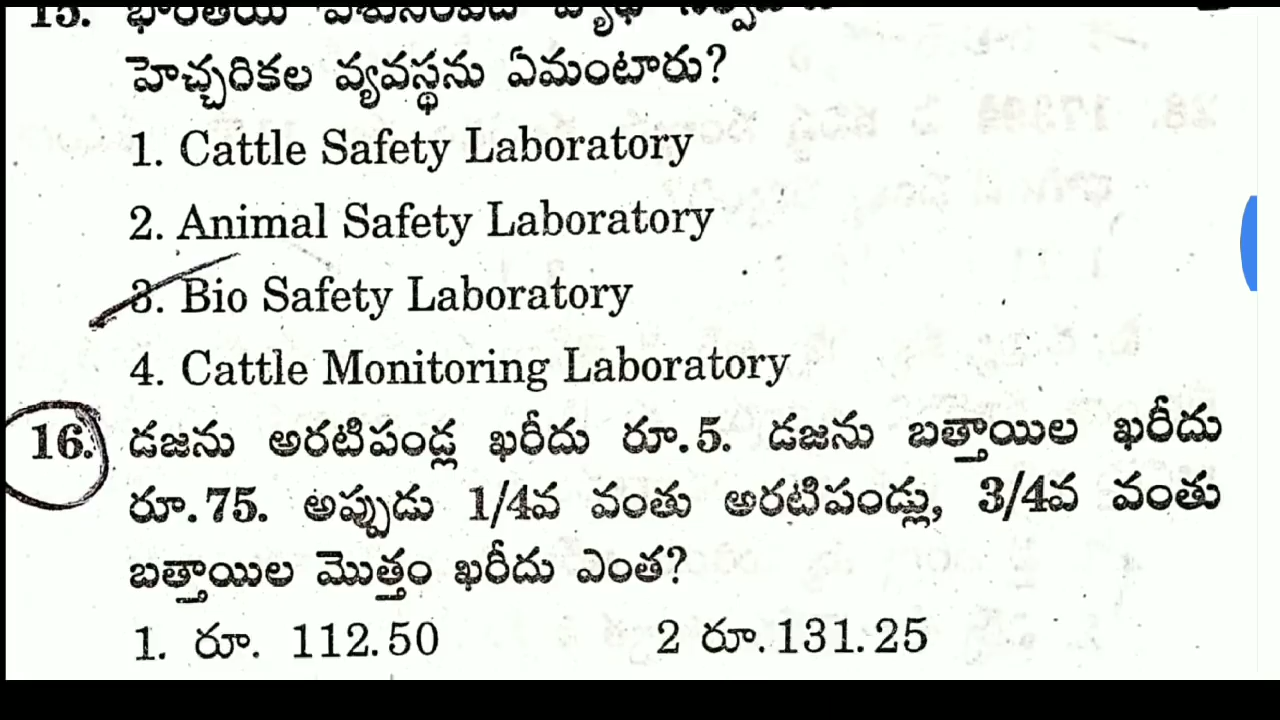 15. భారతీయ
హెచ్చరికల వ్యవస్థను ఏమంటారు?
1. Cattle Safety Laboratory
2. Animal Safety Laboratory
3. Bio Safety Laboratory
4. Cattle Monitoring Laboratory
16. డజను అరటిపండ్ల ఖరీదు రూ.5. డజను బత్తాయిల ఖరీదు
రూ.75. అప్పుడు 1/4వ వంతు అరటిపండ్లు, 3/4వ వంతు
బత్తాయిల మొత్తం ఖరీదు ఎంత?
1. రూ. 112.50 2 రూ.131.25